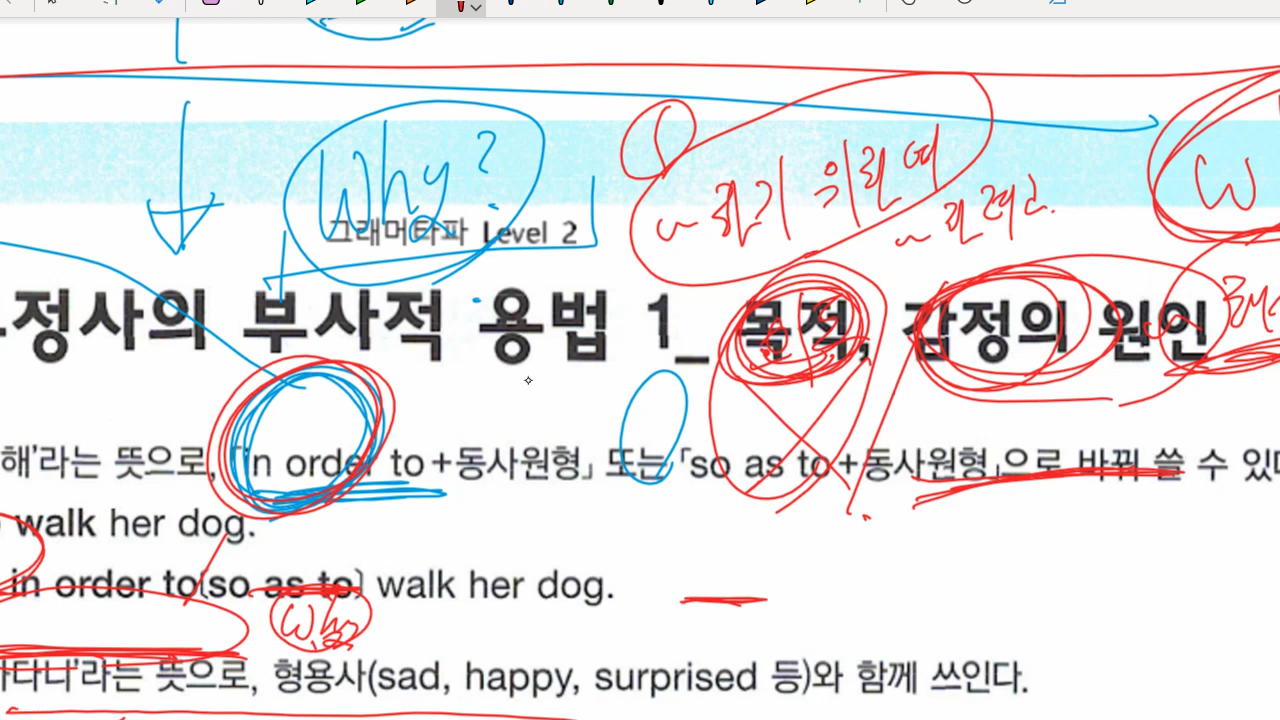 Why?
~하기 위하여
~하려고.
W
그래머타파 Level 2
부정사의 부사적 용법 1_ 목적, 감정의 원인
해'라는 뜻으로, 「in order to+동사원형」 또는 「so as to+동사원형」으로 바꿔 쓸 수 있다
walk her dog.
in order to(so as to) walk her dog.
Why
하다니'라는 뜻으로, 형용사(sad, happy, surprised 등)와 함께 쓰인다.